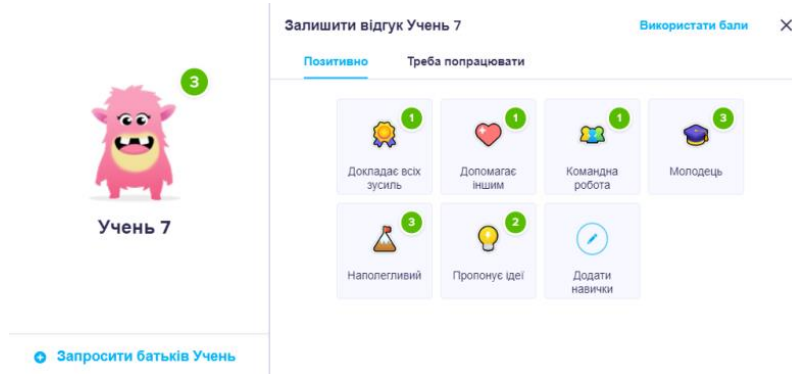 3
Учень 7
Запросити батьків Учень
Залишити відгук Учень 7
Використати бали
Позитивно
Треба попрацювати
1
Докладає всіх
зусиль
1
Допомагає
іншим
1
Командна
робота
3
Молодець
3
Наполегливий
2
Пропонує ідеї
Додати
навички